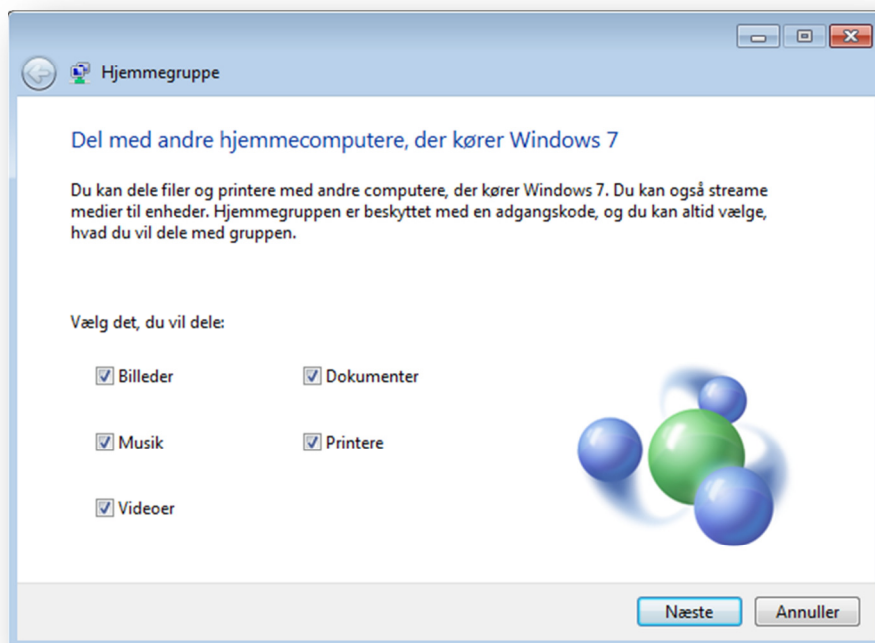 Hjemmegruppe
Del med andre hjemmecomputere, der kører Windows 7
Du kan dele filer og printere med andre computere, der kører Windows 7. Du kan også streame
medier til enheder. Hjemmegruppen er beskyttet med en adgangskode, og du kan altid vælge,
hvad du vil dele med gruppen.
Vælg det, du vil dele:
Billeder Dokumenter
Musik Printere
Videoer
Næste Annuller